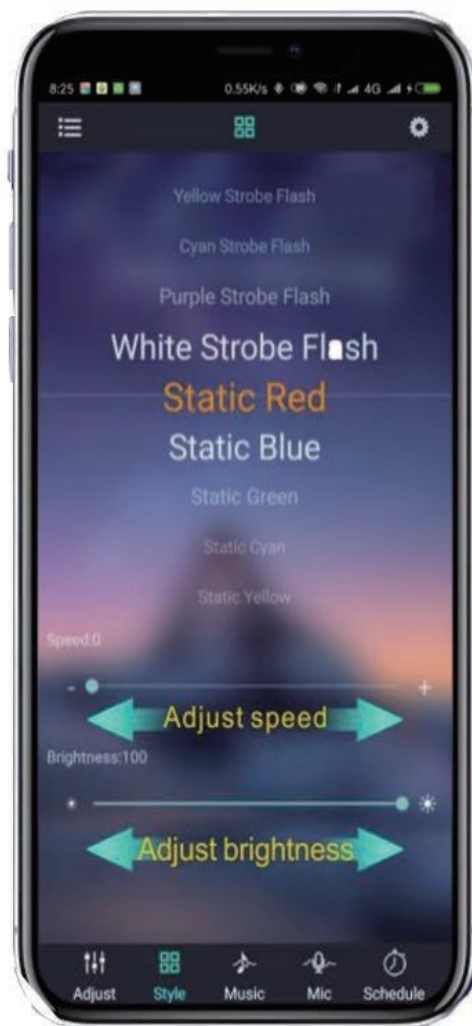 8:25 0.55K/s 4G
Yellow Strobe Flash
Cyan Strobe Flash
Purple Strobe Flash
White Strobe Flash
Static Red
Static Blue
Static Green
Static Cyan
Static Yellow
Speed:0
- +
Adjust speed
Brightness:100
Adjust brightness
Adjust Style Music Mic Schedule